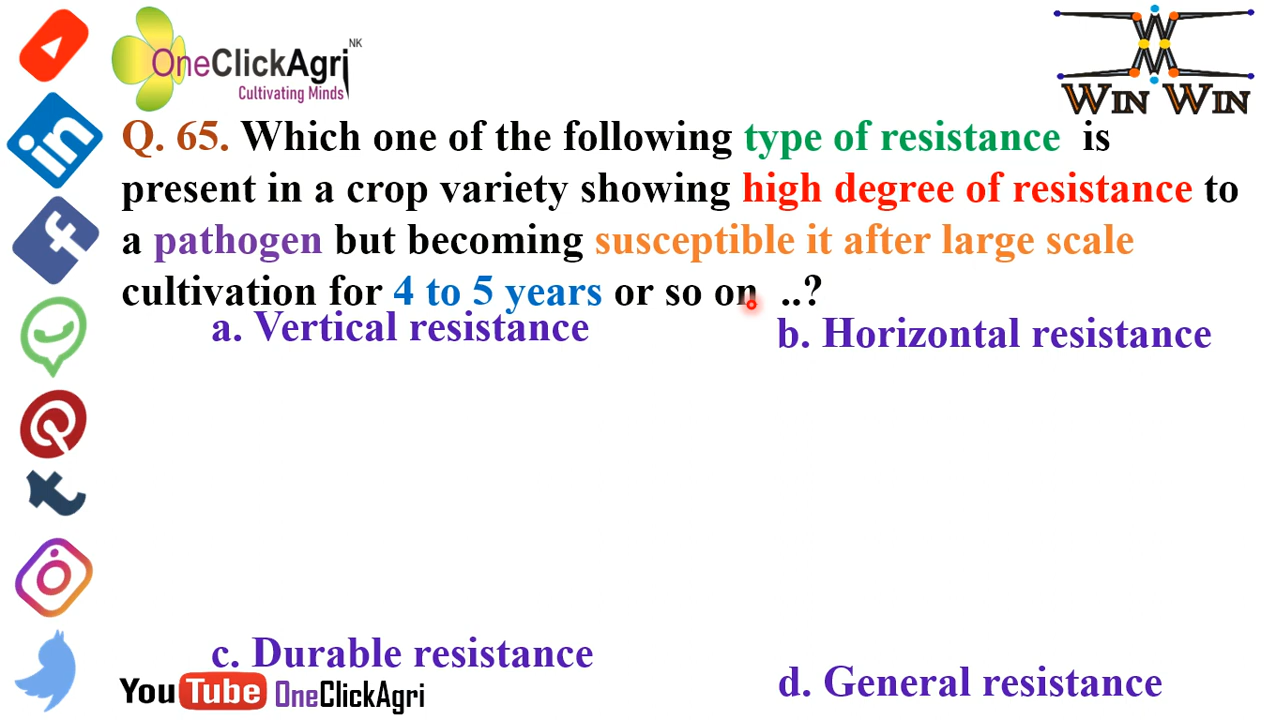 OneClickAgri NK
Cultivating Minds
WIN WIN
Q. 65. Which one of the following type of resistance is
present in a crop variety showing high degree of resistance to
a pathogen but becoming susceptible it after large scale
cultivation for 4 to 5 years or so on ..?
a. Vertical resistance
b. Horizontal resistance
c. Durable resistance
d. General resistance
YouTube OneClickAgri